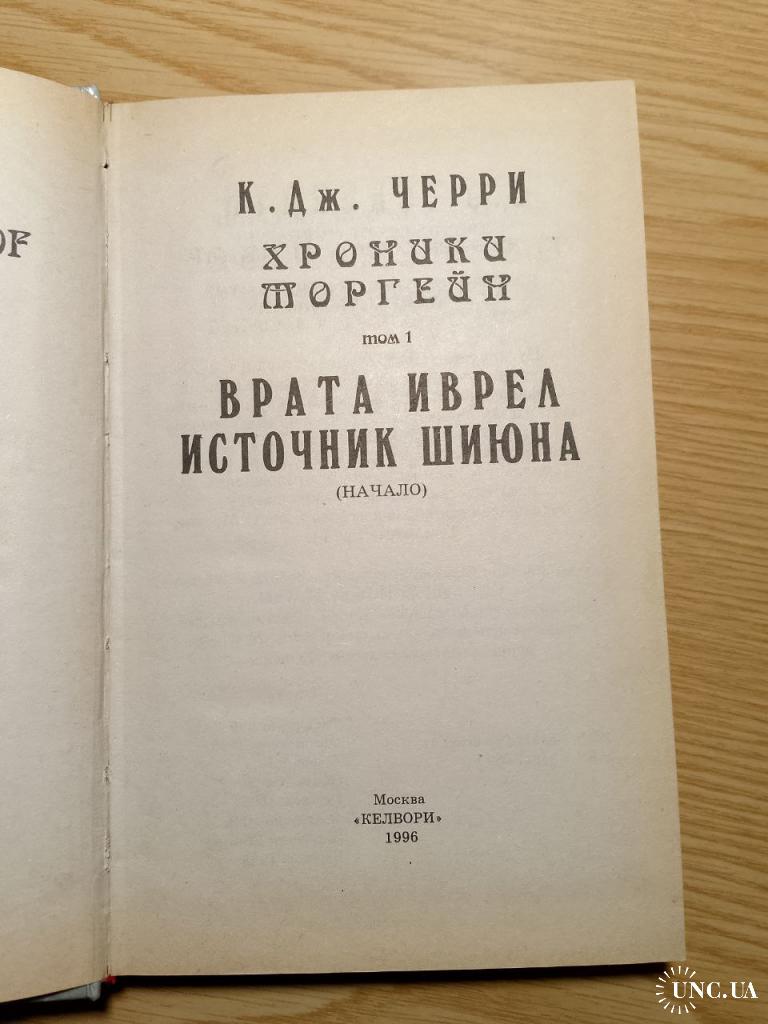 К. Дж. ЧЕРРИ
ХРОНИКИ
МОРГЕЙН
том 1
ВРАТА ИВРЕЛ
ИСТОЧНИК ШИЮНА
(НАЧАЛО)
Москва
«КЕЛВОРИ»
1996
UNC.UA